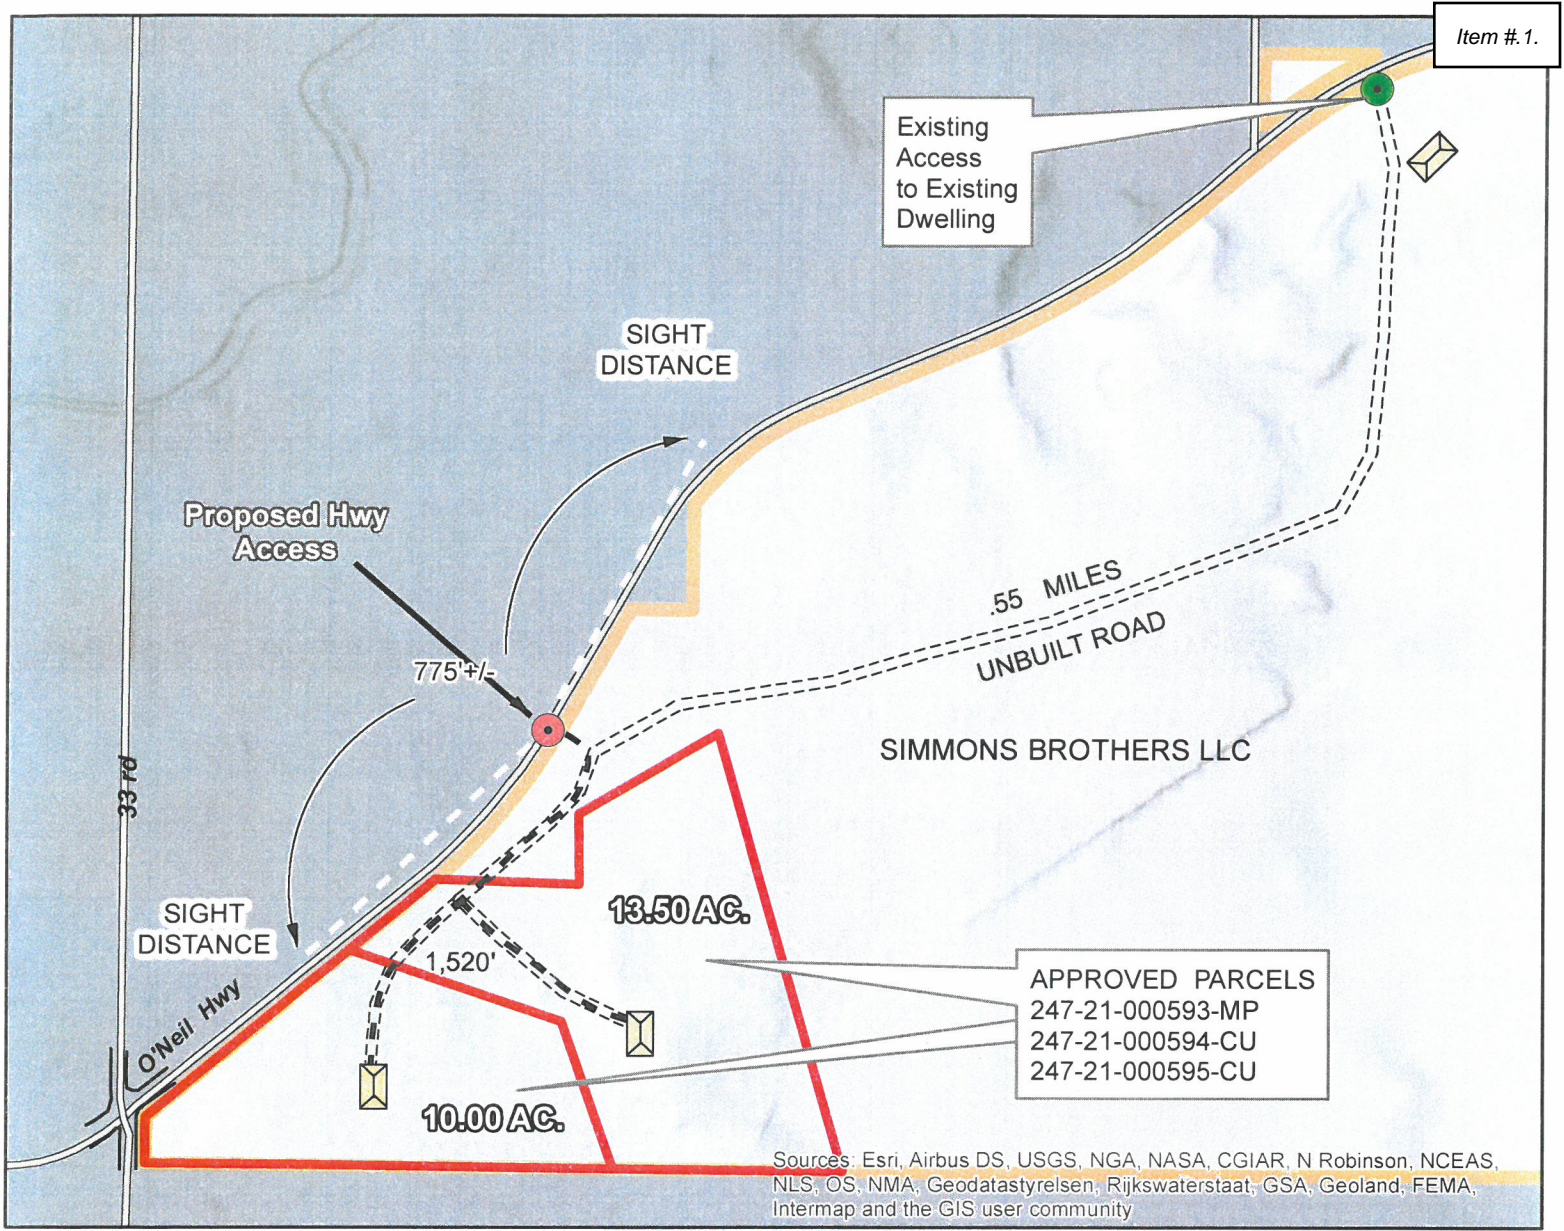 Item #.1.
Existing
Access
to Existing
Dwelling
SIGHT
DISTANCE
Proposed Hwy
Access
.55 MILES
UNBUILT ROAD
775'+/-
SIMMONS BROTHERS LLC
33 rd
13.50 AC.
SIGHT
DISTANCE
1,520'
APPROVED PARCELS
247-21-000593-MP
247-21-000594-CU
247-21-000595-CU
O'Neil Hwy
10.00 AC.
Sources: Esri, Airbus DS, USGS, NGA, NASA, CGIAR, N Robinson, NCEAS,
NLS, OS, NMA, Geodatastyrelsen, Rijkswaterstaat, GSA, Geoland, FEMA,
Intermap and the GIS user community